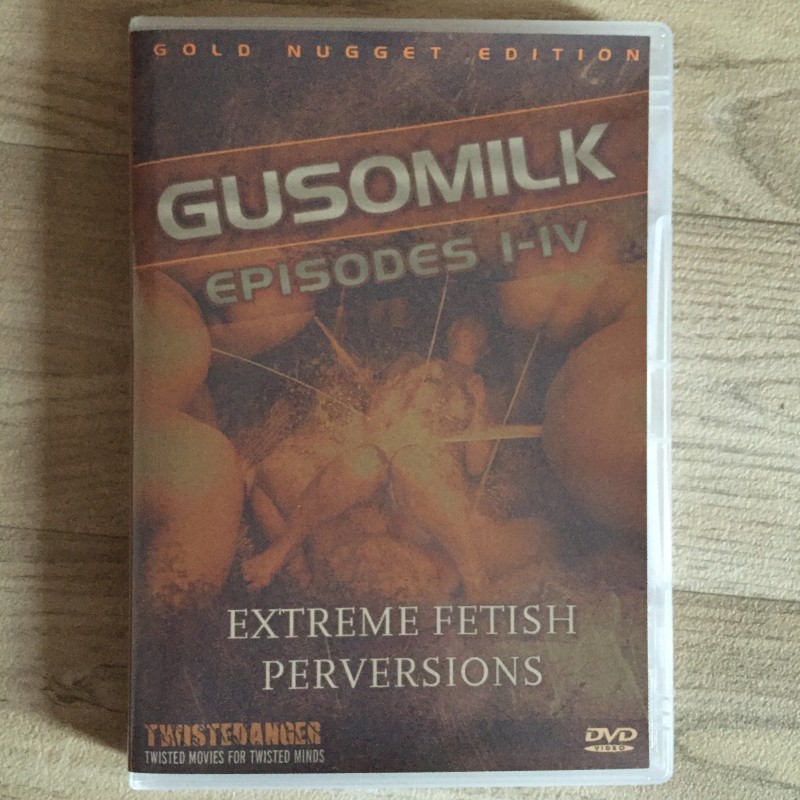 GOLD NUGGET EDITION
GUSOMILK
EPISODES I-IV
EXTREME FETISH
PERVERSIONS
TWISTEDANGER
TWISTED MOVIES FOR TWISTED MINDS
DVD
VIDEO